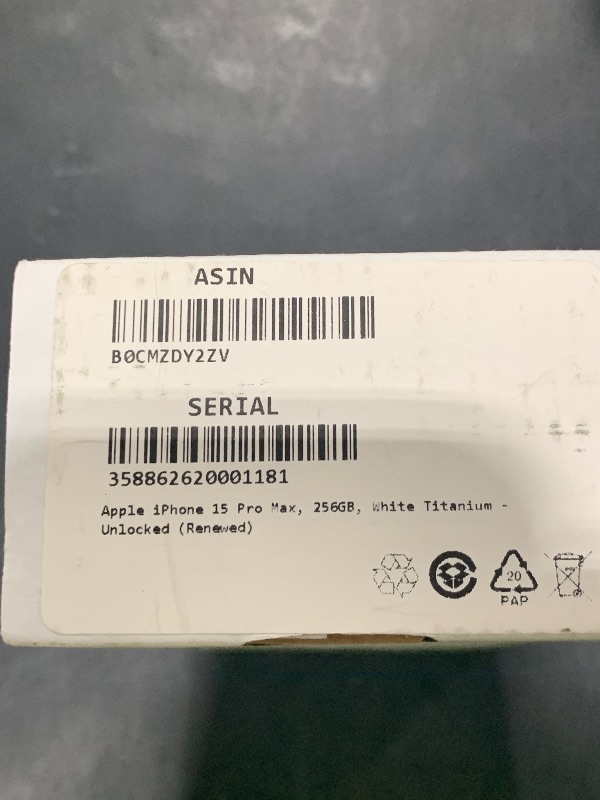 ASIN
B0CMZDY2ZV
SERIAL
358862620001181
Apple iPhone 15 Pro Max, 256GB, White Titanium -
Unlocked (Renewed)
20
PAP